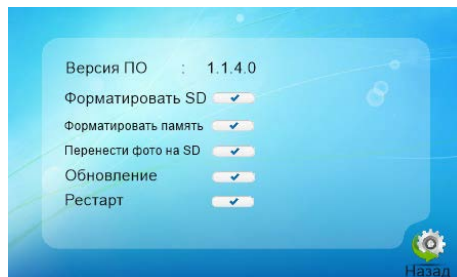 Версия ПО : 1.1.4.0
Форматировать SD
Форматировать память
Перенести фото на SD
Обновление
Рестарт
Назад